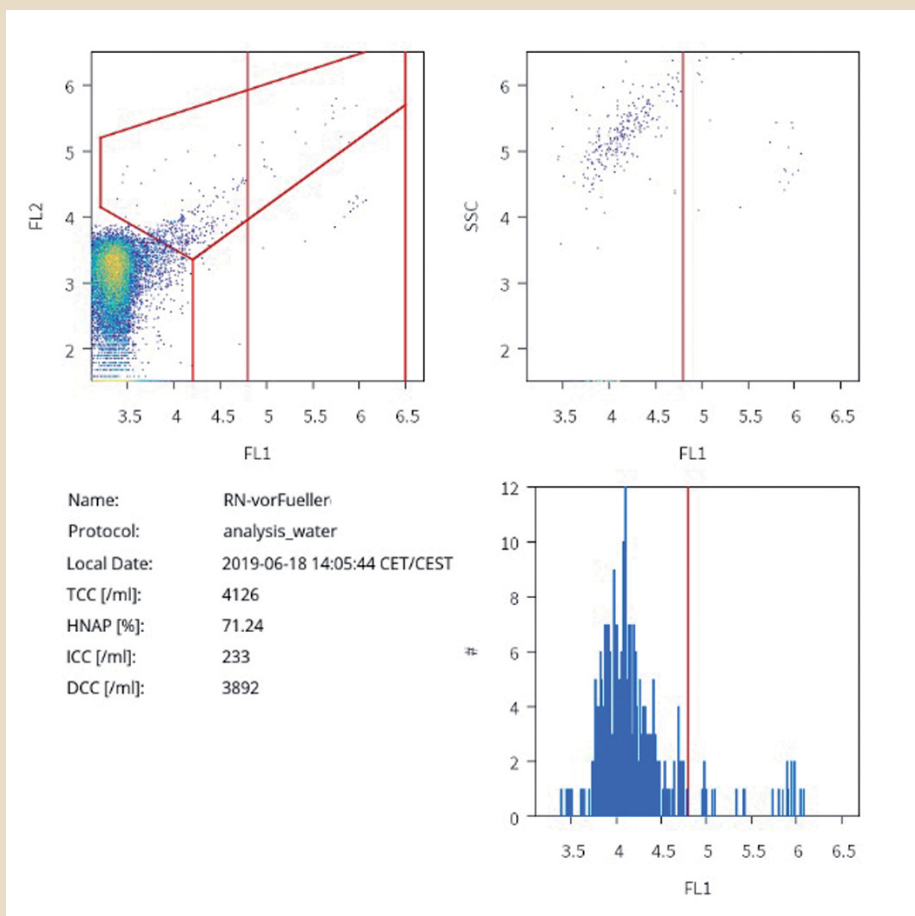 6
5
4
3
2
FL2
3.5 4 4.5 5 5.5 6 6.5
FL1
6
5
4
3
2
SSC
3.5 4 4.5 5 5.5 6 6.5
FL1
Name: RN-vorFueller
Protocol: analysis_water
Local Date: 2019-06-18 14:05:44 CET/CEST
TCC [/ml]: 4126
HNAP [%]: 71.24
ICC [/ml]: 233
DCC [/ml]: 3892
12
10
8
6
4
2
0
#
3.5 4 4.5 5 5.5 6 6.5
FL1